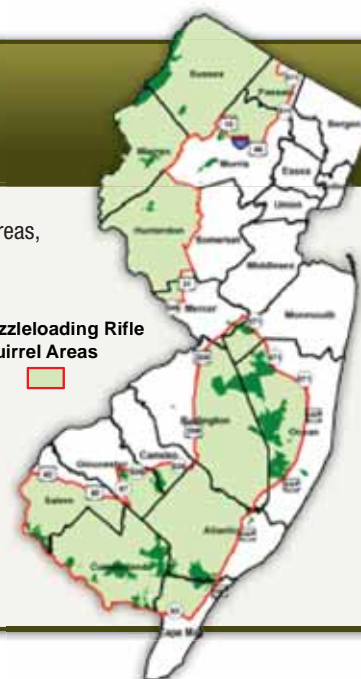 reas,
zzleloading Rifle
uirrel Areas
Sussex
Passaic
Bergen
Warren
Morris
Essex
Union
Hunterdon
Somerset
Middlesex
Mercer
Monmouth
Burlington
Ocean
Camden
Gloucester
Salem
Atlantic
Cumberland
Cape May